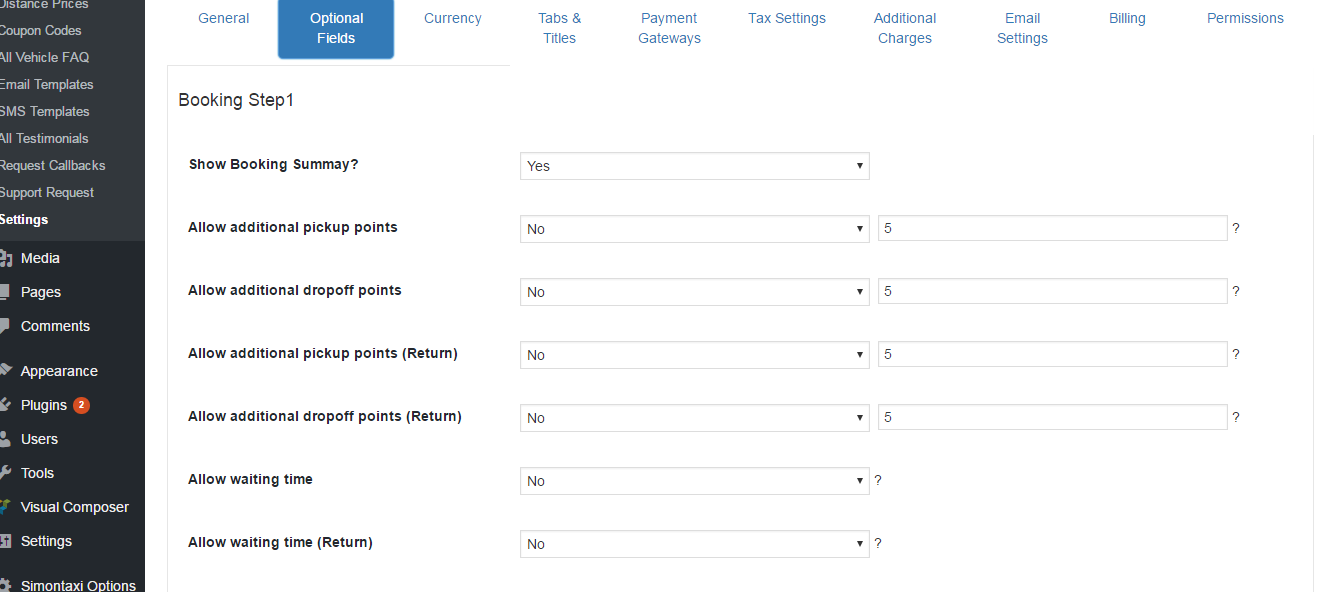 Distance Prices
Coupon Codes
All Vehicle FAQ
Email Templates
SMS Templates
All Testimonials
Request Callbacks
Support Request
Settings
Media
Pages
Comments
Appearance
Plugins 2
Users
Tools
Visual Composer
Settings
Simontaxi Options
General
Optional
Fields
Currency
Tabs &
Titles
Payment
Gateways
Tax Settings
Additional
Charges
Email
Settings
Billing
Permissions
Booking Step1
Show Booking Summay? Yes
Allow additional pickup points No 5 ?
Allow additional dropoff points No 5 ?
Allow additional pickup points (Return) No 5 ?
Allow additional dropoff points (Return) No 5 ?
Allow waiting time No ?
Allow waiting time (Return) No ?